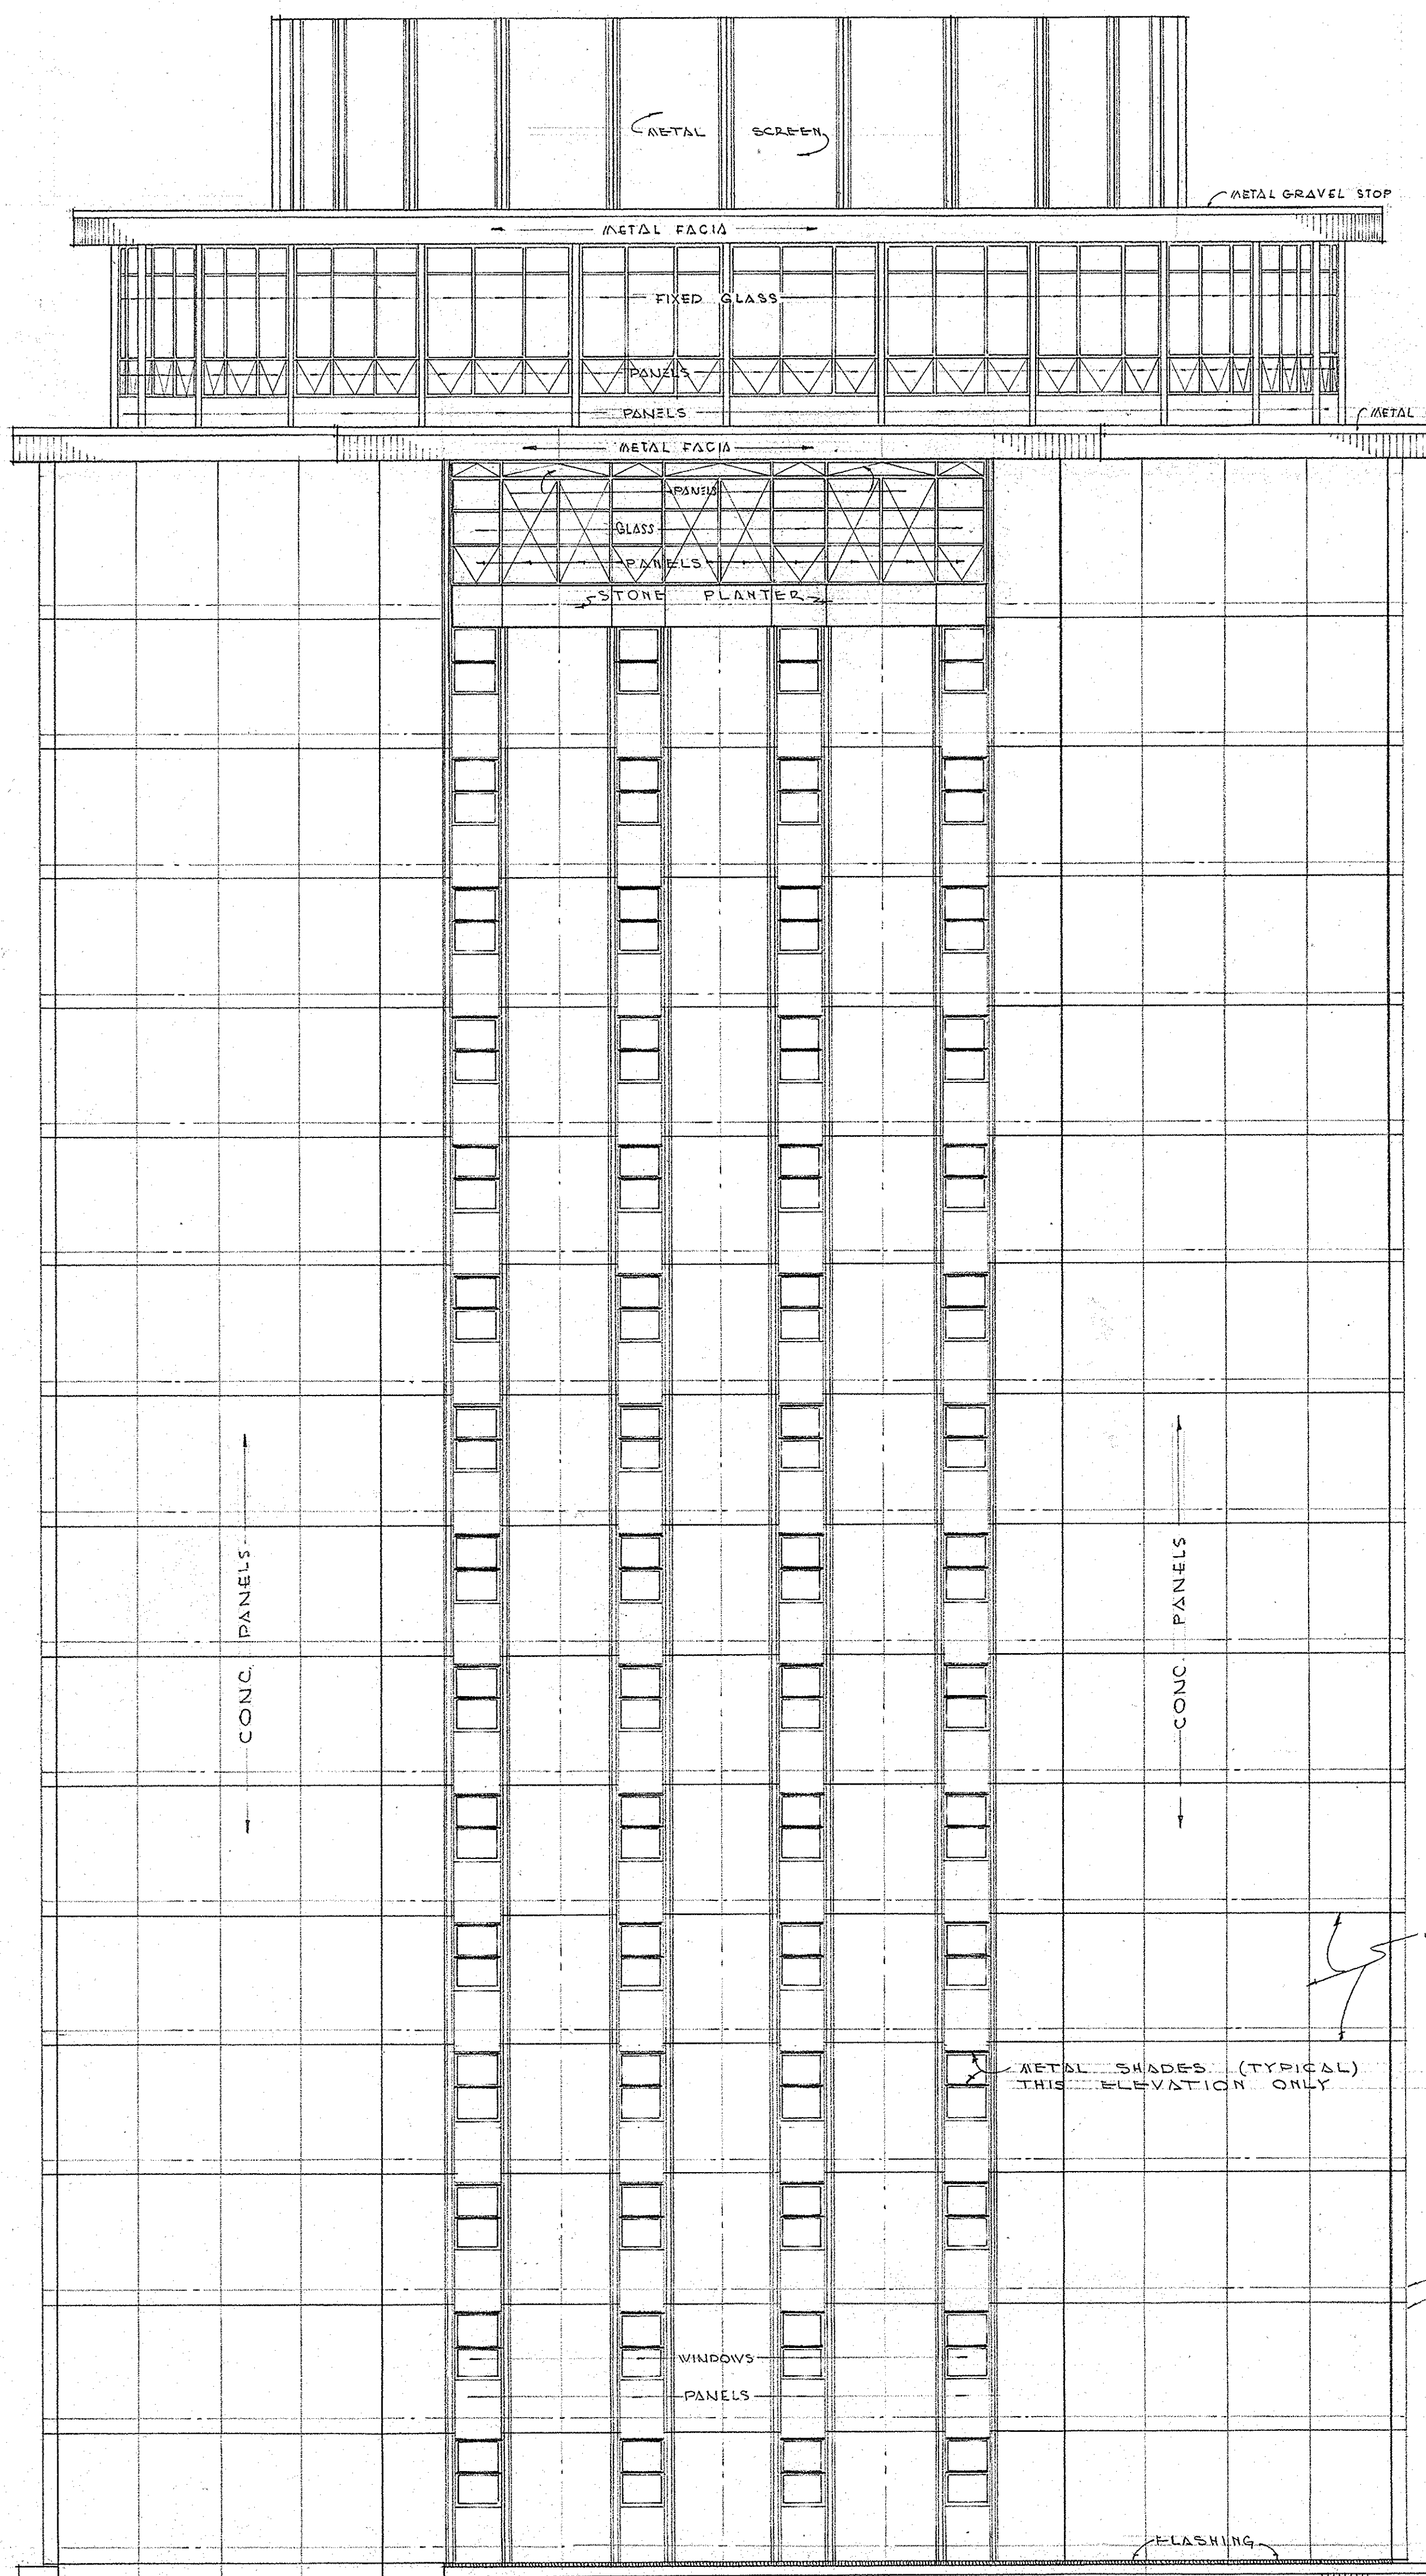 METAL SCREEN
METAL GRAVEL STOP
METAL FACIA
FIXED GLASS
PANELS
PANELS
METAL
METAL FACIA
PANELS
GLASS
PANELS
STONE PLANTER
CONC. PANELS
CONC. PANELS
METAL SHADES (TYPICAL)
THIS ELEVATION ONLY
WINDOWS
PANELS
FLASHING